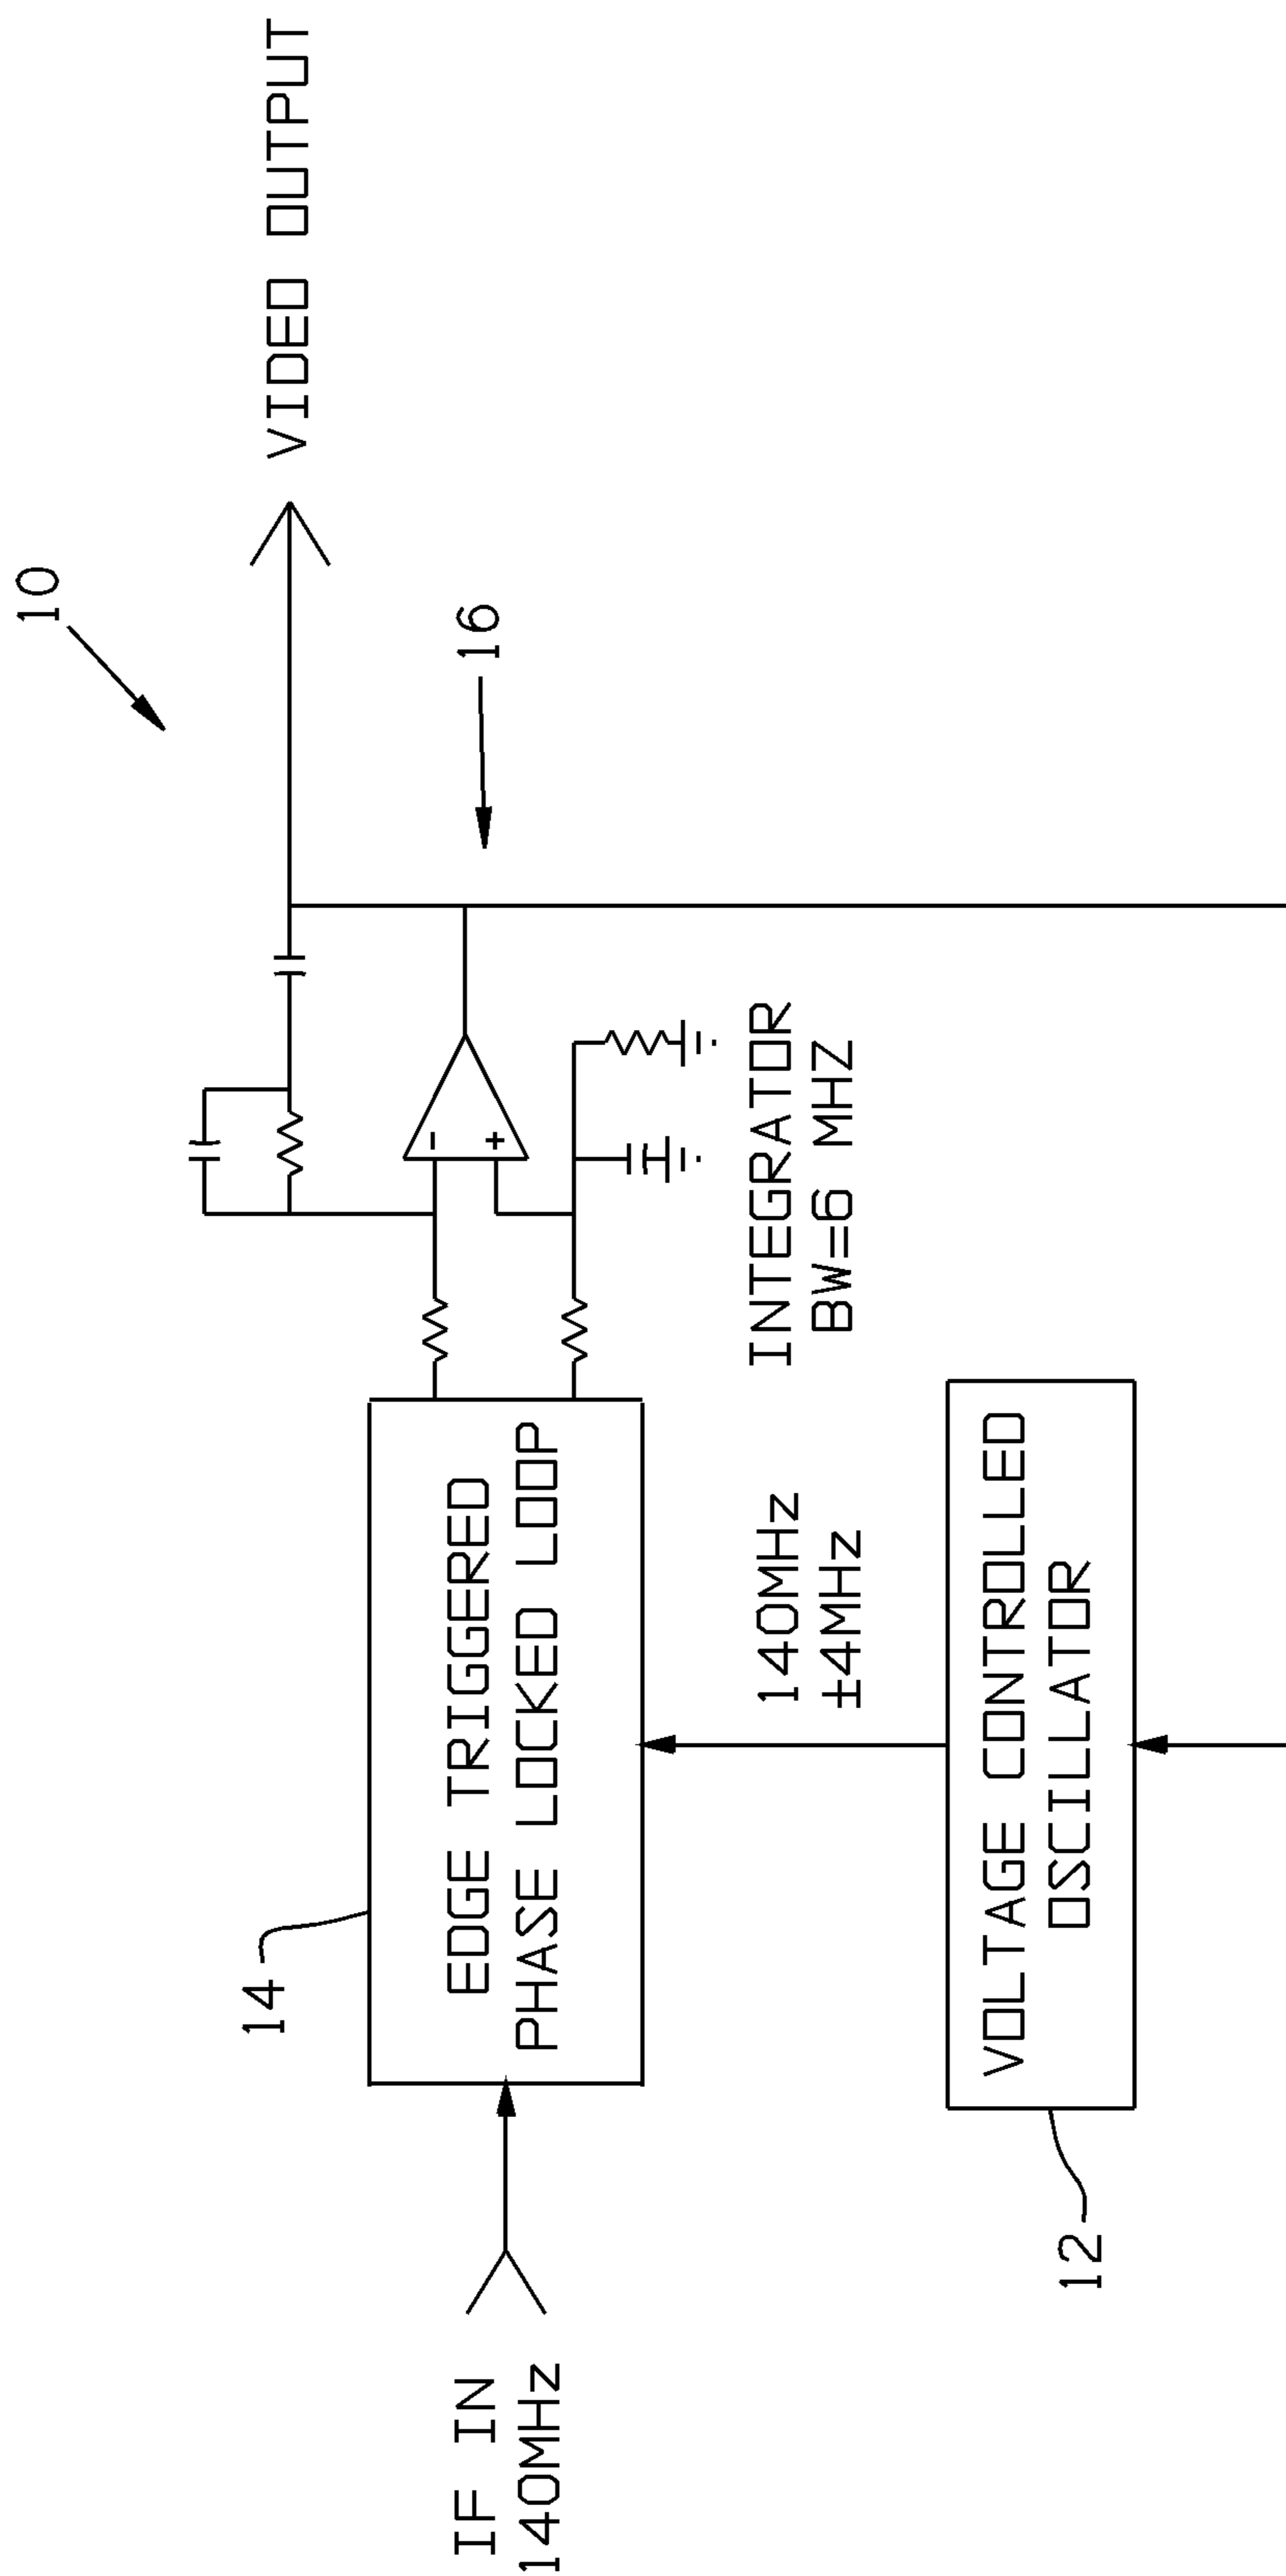 10
VIDEO OUTPUT
16
INTEGRATOR
BW=6 MHZ
14
EDGE TRIGGERED
PHASE LOCKED LOOP
140MHz
±4MHz
IF IN
140MHz
VOLTAGE CONTROLLED
OSCILLATOR
12
-
+